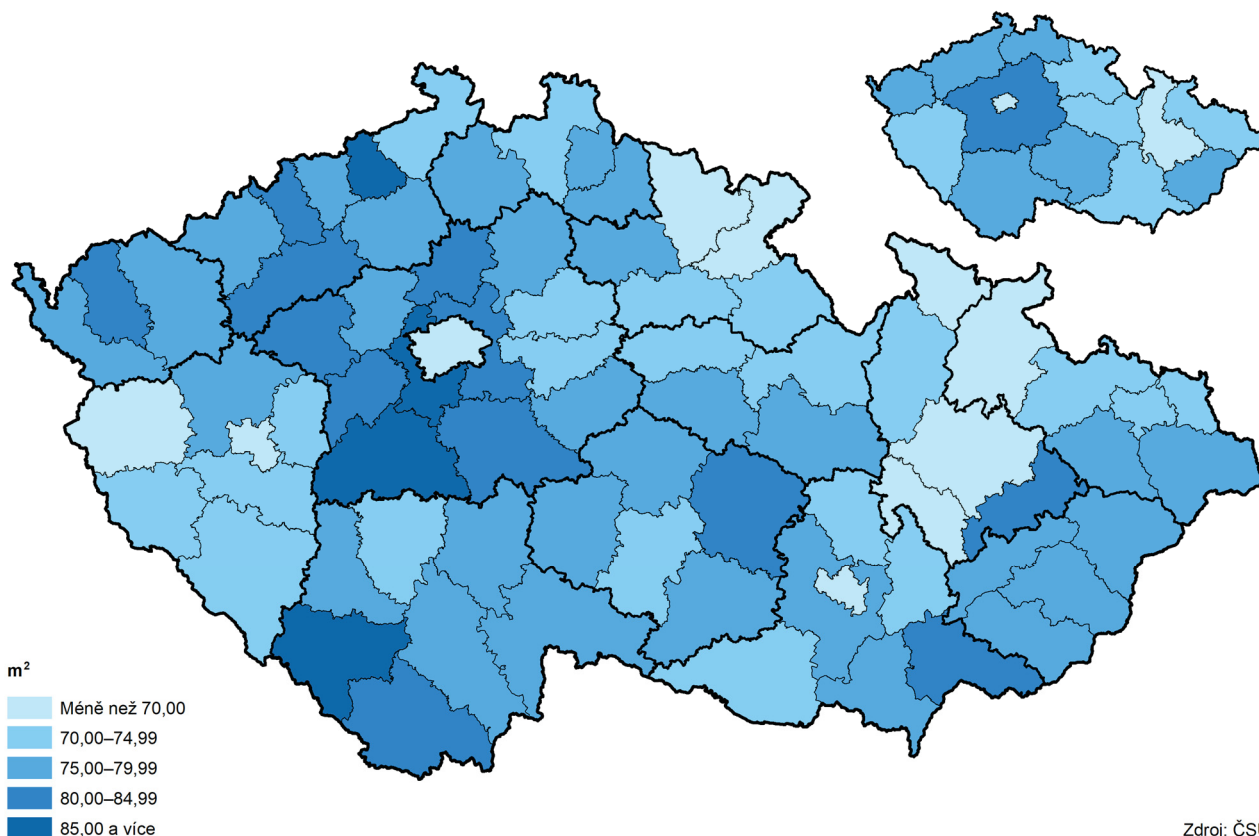 m²
Méně než 70,00
70,00–74,99
75,00–79,99
80,00–84,99
85,00 a více
Zdroj: